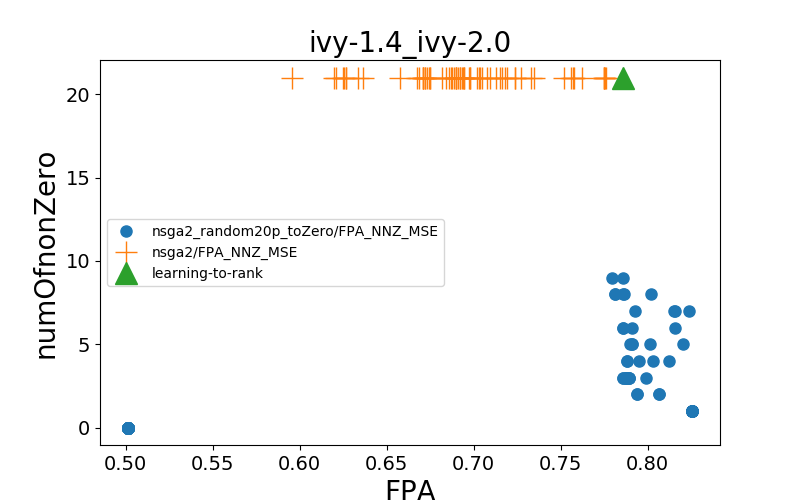 ivy-1.4_ivy-2.0
numOfnonZero
20
15
10
5
0
nsga2_random20p_toZero/FPA_NNZ_MSE
nsga2/FPA_NNZ_MSE
learning-to-rank
0.50 0.55 0.60 0.65 0.70 0.75 0.80
FPA